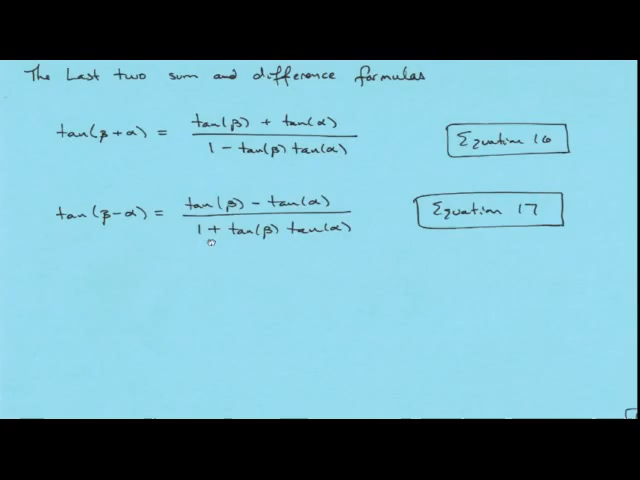 The Last two sum and difference formulas
tan(β+α) = tan(β) + tan(α) / 1 - tan(β) tan(α)
Equation 16
tan(β-α) = tan(β) - tan(α) / 1 + tan(β) tan(α)
Equation 17